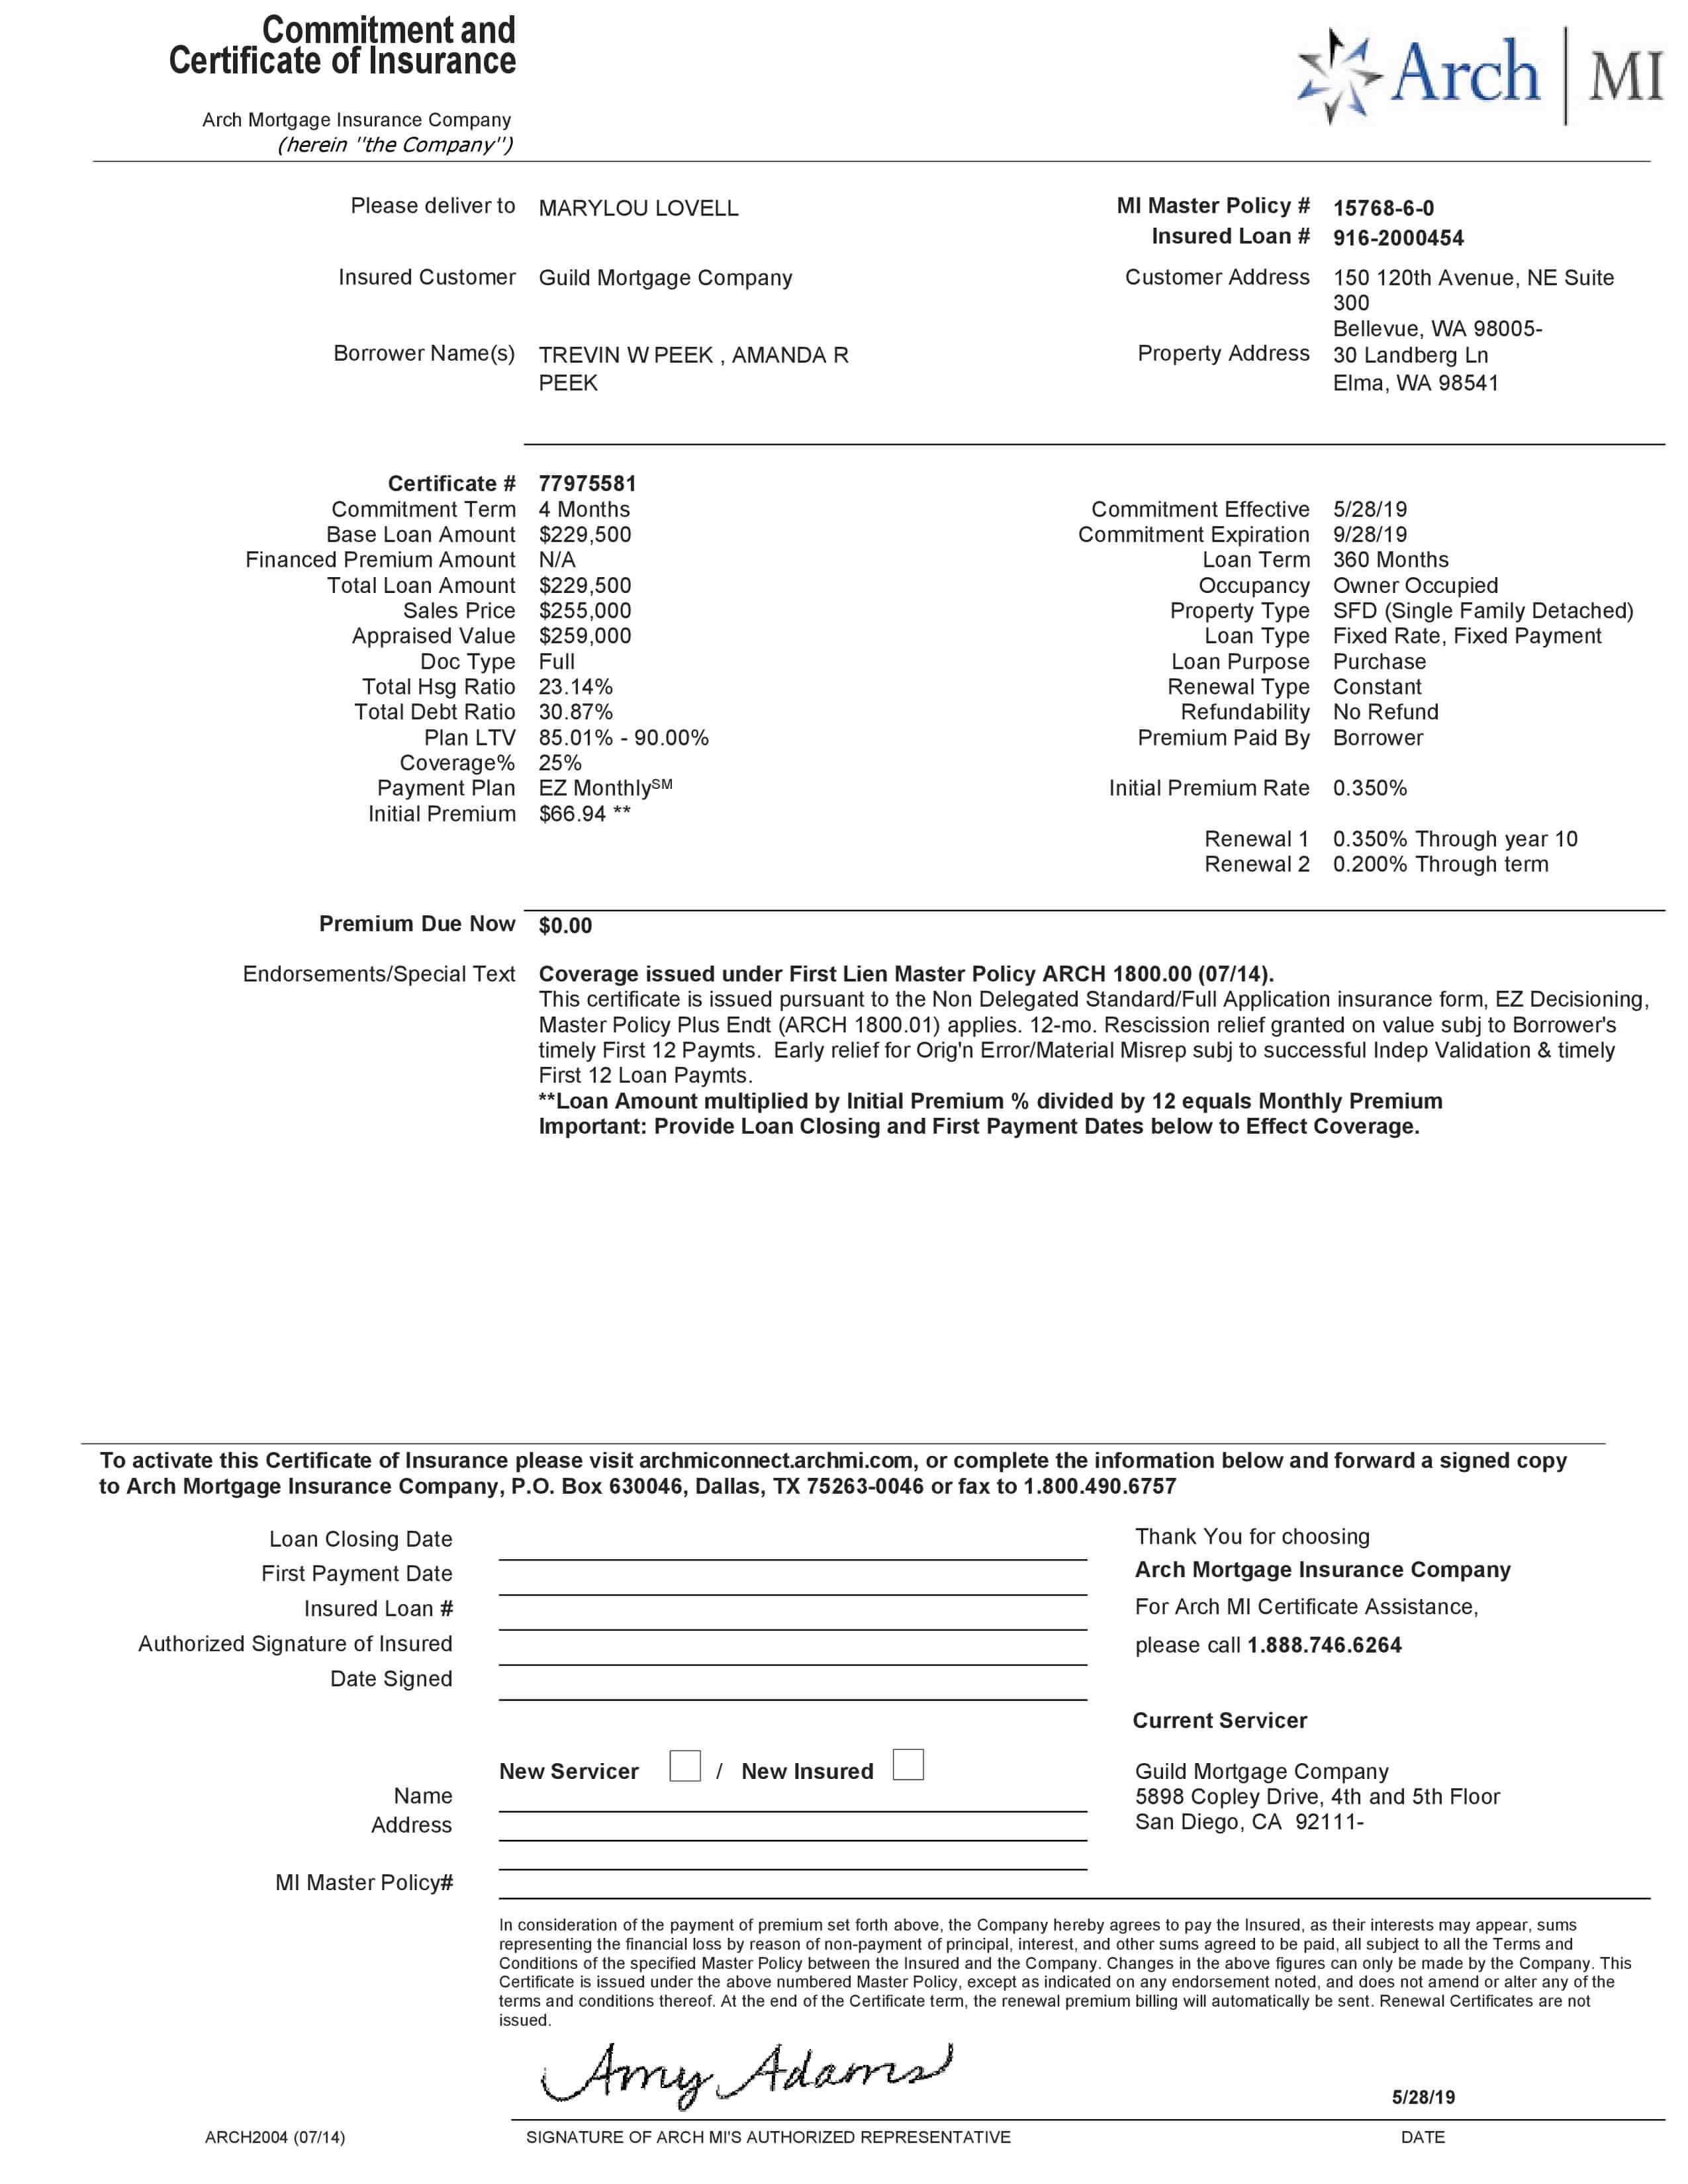 Commitment and
Certificate of Insurance
Arch | MI
Arch Mortgage Insurance Company
(herein "the Company")
Please deliver to MARYLOU LOVELL
MI Master Policy # 15768-6-0
Insured Loan # 916-2000454
Insured Customer Guild Mortgage Company
Customer Address 150 120th Avenue, NE Suite
300
Bellevue, WA 98005-
Borrower Name(s) TREVIN W PEEK , AMANDA R
PEEK
Property Address 30 Landberg Ln
Elma, WA 98541
Certificate # 77975581
Commitment Term 4 Months
Base Loan Amount $229,500
Financed Premium Amount N/A
Total Loan Amount $229,500
Sales Price $255,000
Appraised Value $259,000
Doc Type Full
Total Hsg Ratio 23.14%
Total Debt Ratio 30.87%
Plan LTV 85.01% - 90.00%
Coverage% 25%
Payment Plan EZ Monthly℠
Initial Premium $66.94 **
Commitment Effective 5/28/19
Commitment Expiration 9/28/19
Loan Term 360 Months
Occupancy Owner Occupied
Property Type SFD (Single Family Detached)
Loan Type Fixed Rate, Fixed Payment
Loan Purpose Purchase
Renewal Type Constant
Refundability No Refund
Premium Paid By Borrower
Initial Premium Rate 0.350%
Renewal 1 0.350% Through year 10
Renewal 2 0.200% Through term
Premium Due Now $0.00
Endorsements/Special Text Coverage issued under First Lien Master Policy ARCH 1800.00 (07/14).
This certificate is issued pursuant to the Non Delegated Standard/Full Application insurance form, EZ Decisioning,
Master Policy Plus Endt (ARCH 1800.01) applies. 12-mo. Rescission relief granted on value subj to Borrower's
timely First 12 Paymts. Early relief for Orig'n Error/Material Misrep subj to successful Indep Validation & timely
First 12 Loan Paymts.
**Loan Amount multiplied by Initial Premium % divided by 12 equals Monthly Premium
Important: Provide Loan Closing and First Payment Dates below to Effect Coverage.
To activate this Certificate of Insurance please visit archmiconnect.archmi.com, or complete the information below and forward a signed copy
to Arch Mortgage Insurance Company, P.O. Box 630046, Dallas, TX 75263-0046 or fax to 1.800.490.6757
Loan Closing Date
First Payment Date
Insured Loan #
Authorized Signature of Insured
Date Signed
Thank You for choosing
Arch Mortgage Insurance Company
For Arch MI Certificate Assistance,
please call 1.888.746.6264
Current Servicer
New Servicer / New Insured
Name
Address
MI Master Policy#
Guild Mortgage Company
5898 Copley Drive, 4th and 5th Floor
San Diego, CA 92111-
In consideration of the payment of premium set forth above, the Company hereby agrees to pay the Insured, as their interests may appear, sums
representing the financial loss by reason of non-payment of principal, interest, and other sums agreed to be paid, all subject to all the Terms and
Conditions of the specified Master Policy between the Insured and the Company. Changes in the above figures can only be made by the Company. This
Certificate is issued under the above numbered Master Policy, except as indicated on any endorsement noted, and does not amend or alter any of the
terms and conditions thereof. At the end of the Certificate term, the renewal premium billing will automatically be sent. Renewal Certificates are not
issued.
Amy Adams
5/28/19
ARCH2004 (07/14)
SIGNATURE OF ARCH MI'S AUTHORIZED REPRESENTATIVE
DATE